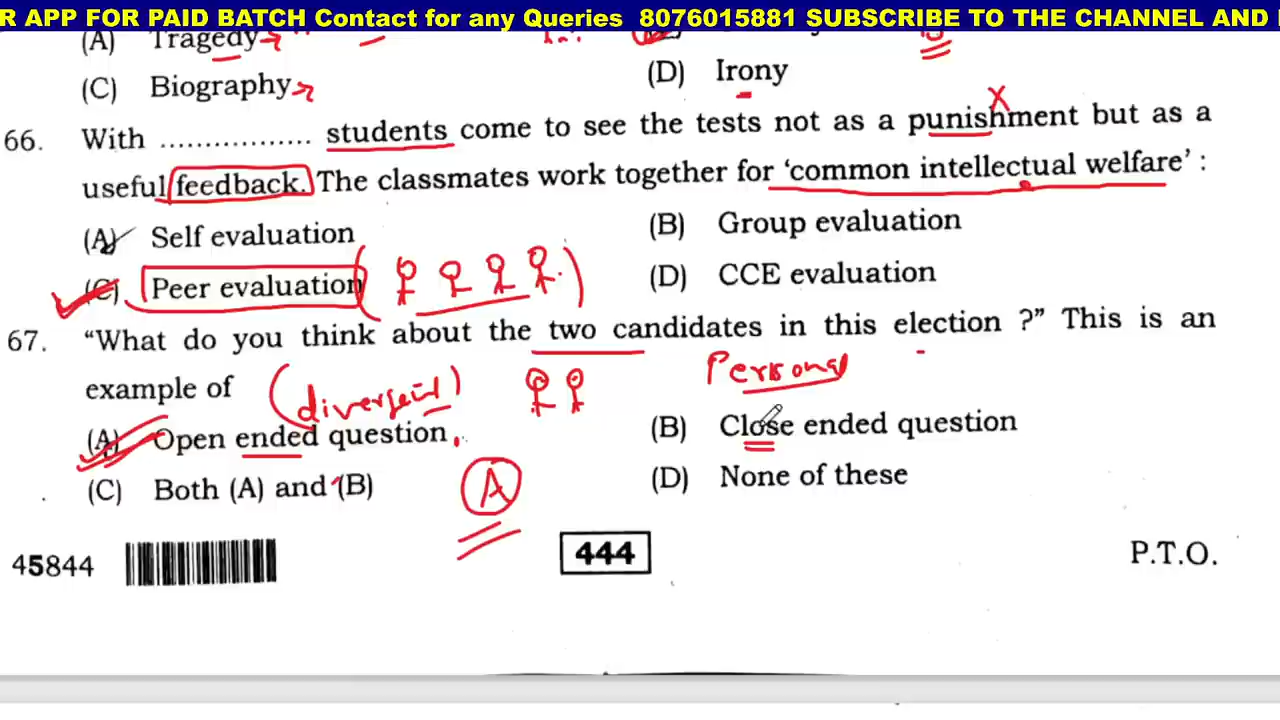 R APP FOR PAID BATCH Contact for any Queries 8076015881 SUBSCRIBE TO THE CHANNEL AND
(A) Tragedy
(C) Biography
(D) Irony
66. With ................. students come to see the tests not as a punishment but as a
useful feedback. The classmates work together for ‘common intellectual welfare’ :
(A) Self evaluation
(B) Group evaluation
(C) Peer evaluation
(D) CCE evaluation
67. “What do you think about the two candidates in this election ?” This is an
example of
(divergent)
Personal
(A) Open ended question
(B) Close ended question
(C) Both (A) and (B)
(D) None of these
A
45844
444
P.T.O.